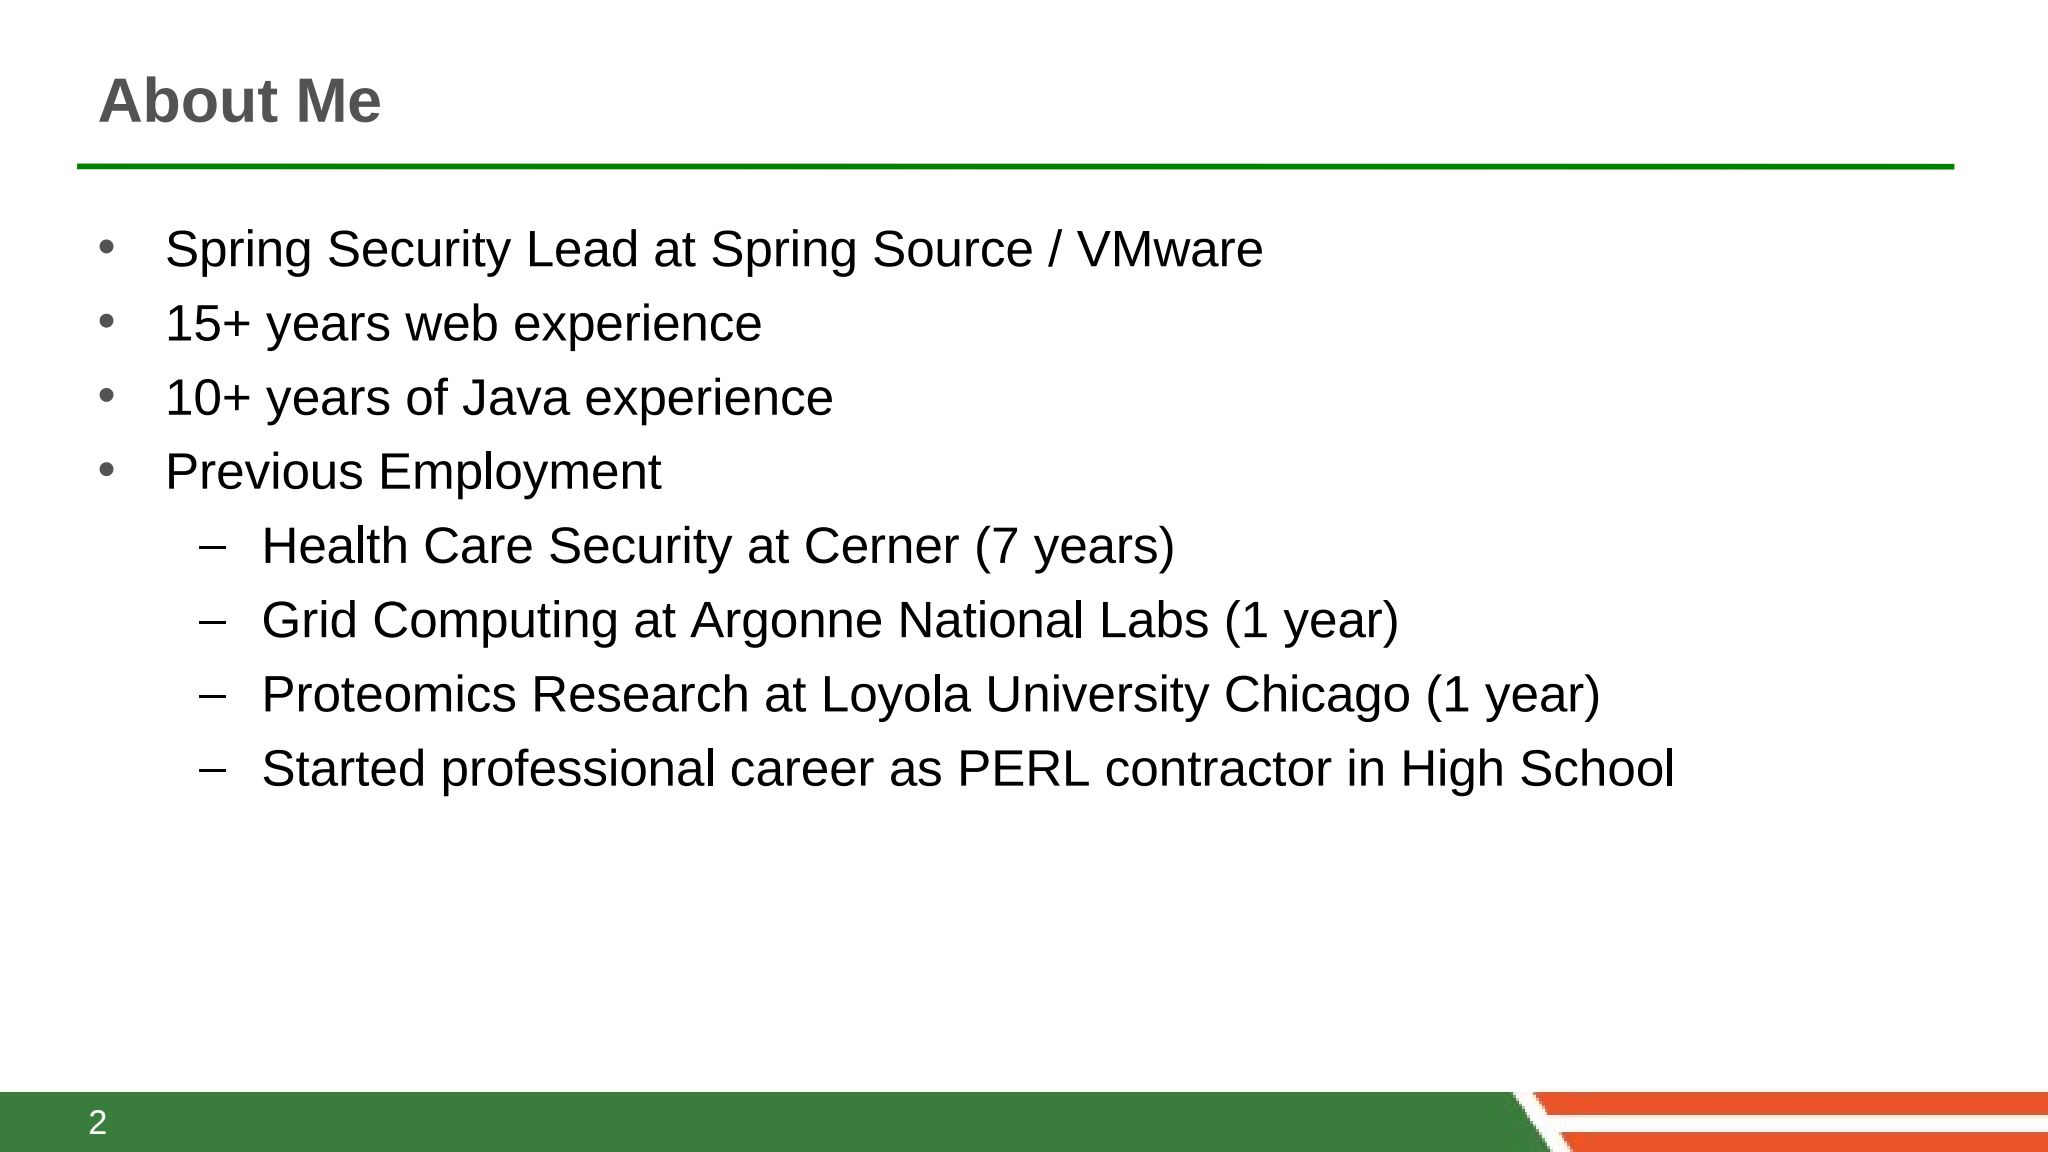 About Me
• Spring Security Lead at Spring Source / VMware
• 15+ years web experience
• 10+ years of Java experience
• Previous Employment
– Health Care Security at Cerner (7 years)
– Grid Computing at Argonne National Labs (1 year)
– Proteomics Research at Loyola University Chicago (1 year)
– Started professional career as PERL contractor in High School
2